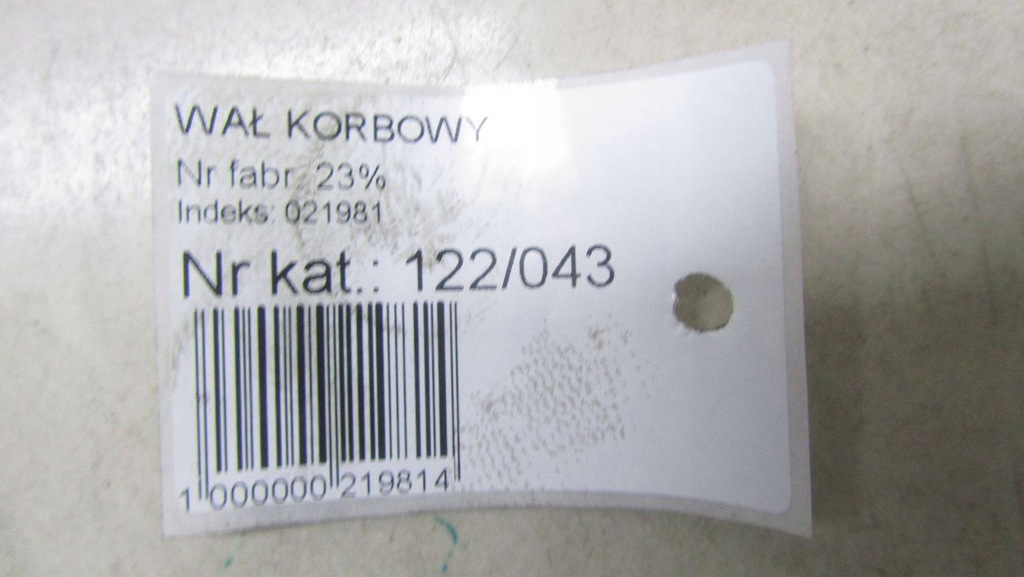 WAŁ KORBOWY
Nr fabr. 23%
Indeks: 021981
Nr kat.: 122/043
1 000000 219814